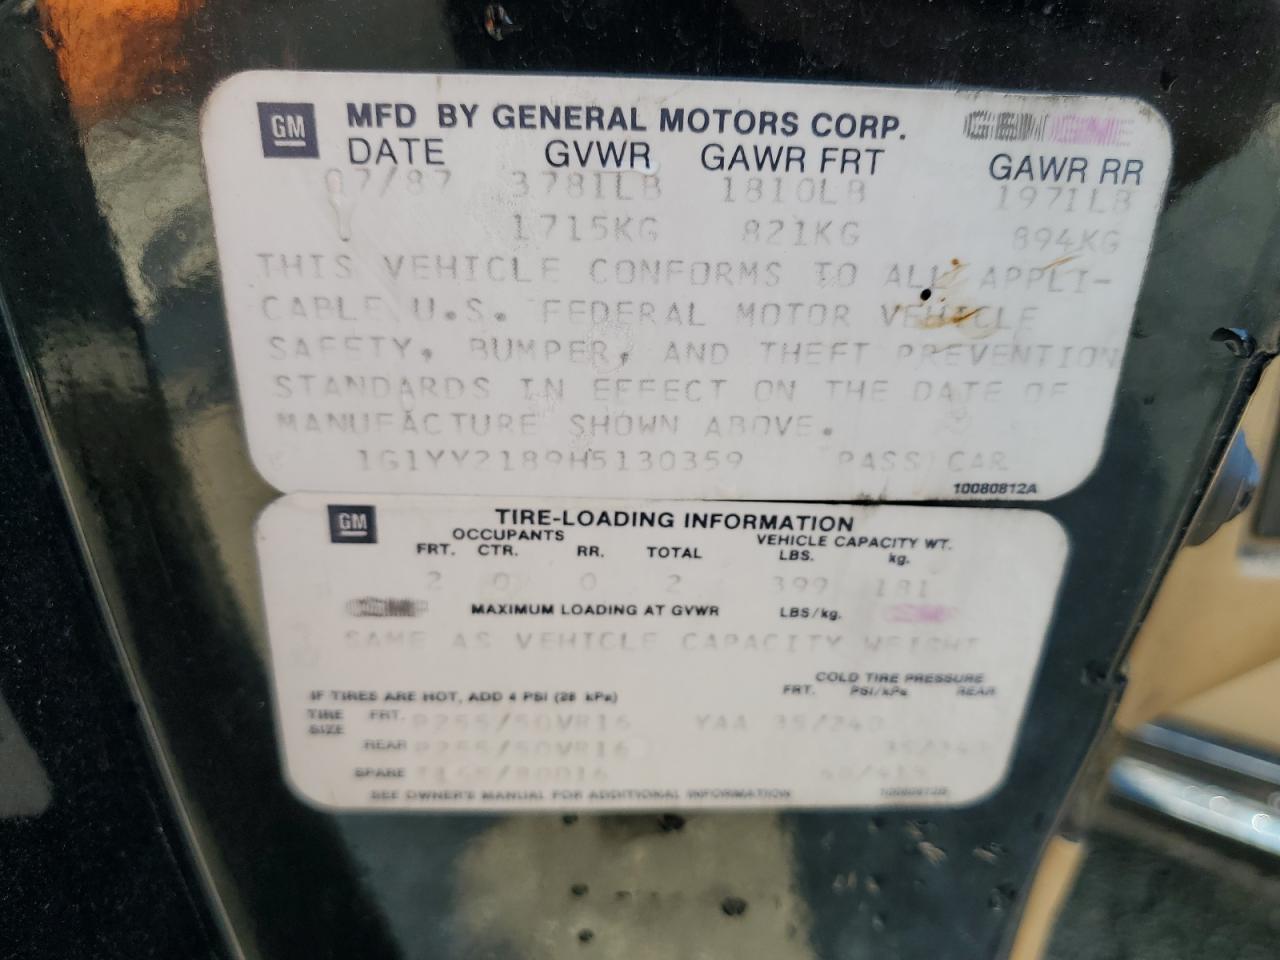 GM MFD BY GENERAL MOTORS CORP.
DATE GVWR GAWR FRT GAWR RR
07/87 3781LB 1810LB 1971LB
1715KG 821KG 894KG
THIS VEHICLE CONFORMS TO ALL APPLI-
CABLE U.S. FEDERAL MOTOR VEHICLE
SAFETY, BUMPER, AND THEFT PREVENTION
STANDARDS IN EFFECT ON THE DATE OF
MANUFACTURE SHOWN ABOVE.
1G1YY2189H5130359 PASS CAR
10080812A
GM TIRE-LOADING INFORMATION
OCCUPANTS VEHICLE CAPACITY WT.
FRT. CTR. RR. TOTAL LBS. kg.
2 0 0 2 399 181
MAXIMUM LOADING AT GVWR LBS/kg.
SAME AS VEHICLE CAPACITY WEIGHT
COLD TIRE PRESSURE
IF TIRES ARE HOT, ADD 4 PSI (28 kPa) FRT. PSI/kPa REAR
TIRE SIZE FRT. P255/50VR16 YAA 35/240
REAR P255/50VR16 35/240
SPARE T155/80D16 60/415
SEE OWNER'S MANUAL FOR ADDITIONAL INFORMATION